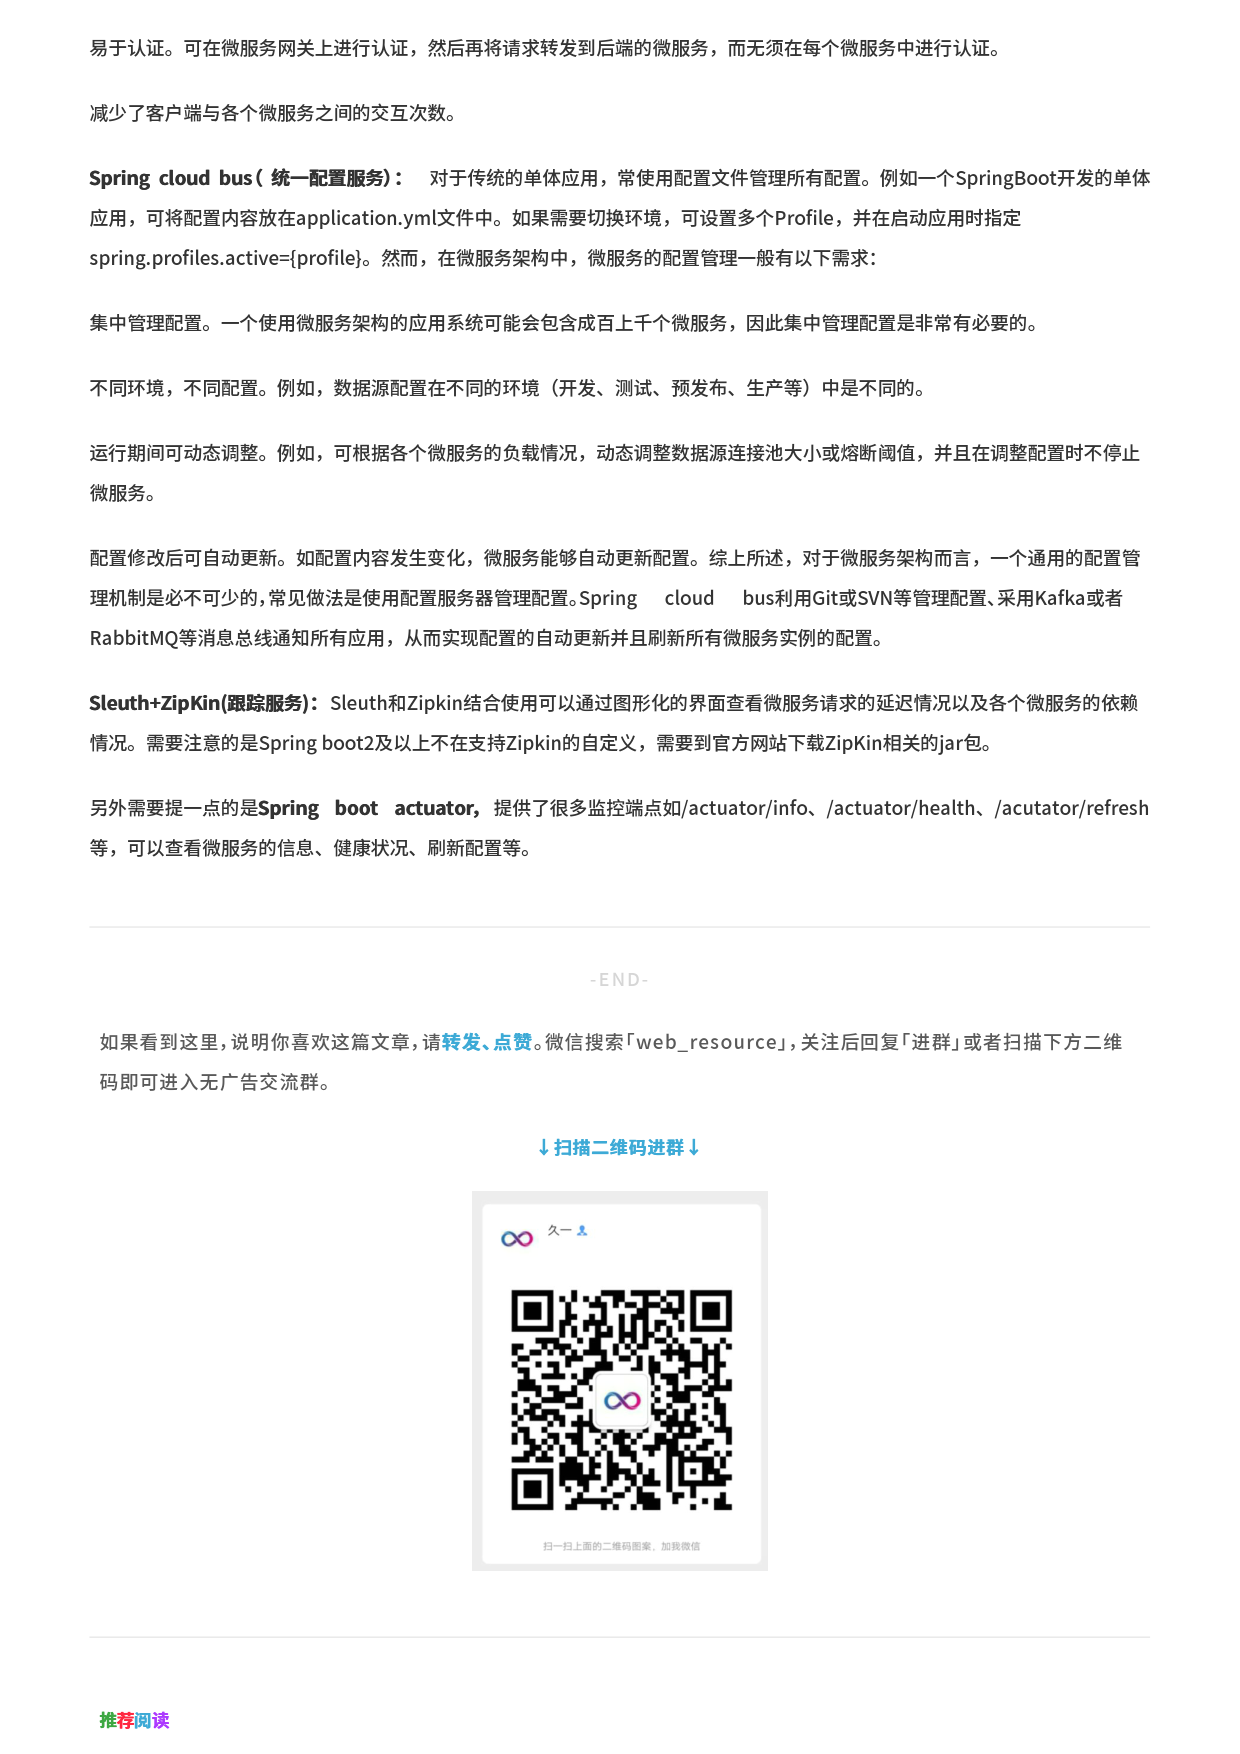 易于认证。可在微服务网关上进行认证，然后再将请求转发到后端的微服务，而无须在每个微服务中进行认证。
减少了客户端与各个微服务之间的交互次数。
Spring cloud bus（ 统一配置服务）： 对于传统的单体应用，常使用配置文件管理所有配置。例如一个SpringBoot开发的单体
应用，可将配置内容放在application.yml文件中。如果需要切换环境，可设置多个Profile，并在启动应用时指定
spring.profiles.active={profile}。然而，在微服务架构中，微服务的配置管理一般有以下需求：
集中管理配置。一个使用微服务架构的应用系统可能会包含成百上千个微服务，因此集中管理配置是非常有必要的。
不同环境，不同配置。例如，数据源配置在不同的环境（开发、测试、预发布、生产等）中是不同的。
运行期间可动态调整。例如，可根据各个微服务的负载情况，动态调整数据源连接池大小或熔断阈值，并且在调整配置时不停止
微服务。
配置修改后可自动更新。如配置内容发生变化，微服务能够自动更新配置。综上所述，对于微服务架构而言，一个通用的配置管
理机制是必不可少的，常见做法是使用配置服务器管理配置。Spring cloud bus利用Git或SVN等管理配置、采用Kafka或者
RabbitMQ等消息总线通知所有应用，从而实现配置的自动更新并且刷新所有微服务实例的配置。
Sleuth+ZipKin(跟踪服务)：Sleuth和Zipkin结合使用可以通过图形化的界面查看微服务请求的延迟情况以及各个微服务的依赖
情况。需要注意的是Spring boot2及以上不在支持Zipkin的自定义，需要到官方网站下载ZipKin相关的jar包。
另外需要提一点的是Spring boot actuator，提供了很多监控端点如/actuator/info、/actuator/health、/acutator/refresh
等，可以查看微服务的信息、健康状况、刷新配置等。
-END-
如果看到这里，说明你喜欢这篇文章，请转发、点赞。微信搜索「web_resource」，关注后回复「进群」或者扫描下方二维
码即可进入无广告交流群。
↓扫描二维码进群↓
久一
扫一扫上面的二维码图案，加我微信
推荐阅读